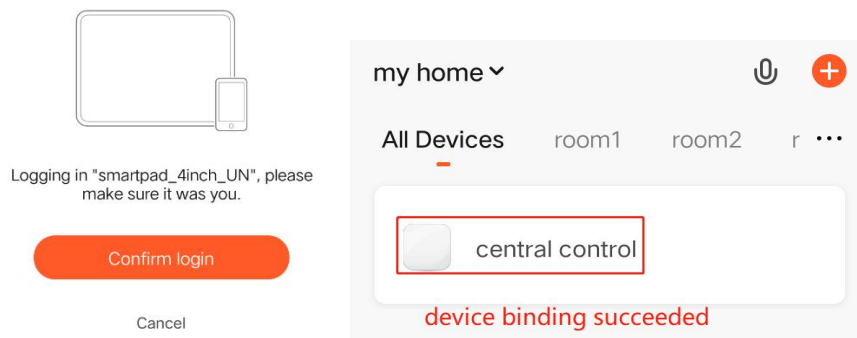 Logging in "smartpad_4inch_UN", please
make sure it was you.
Confirm login
Cancel
my home
All Devices room1 room2 r ...
central control
device binding succeeded